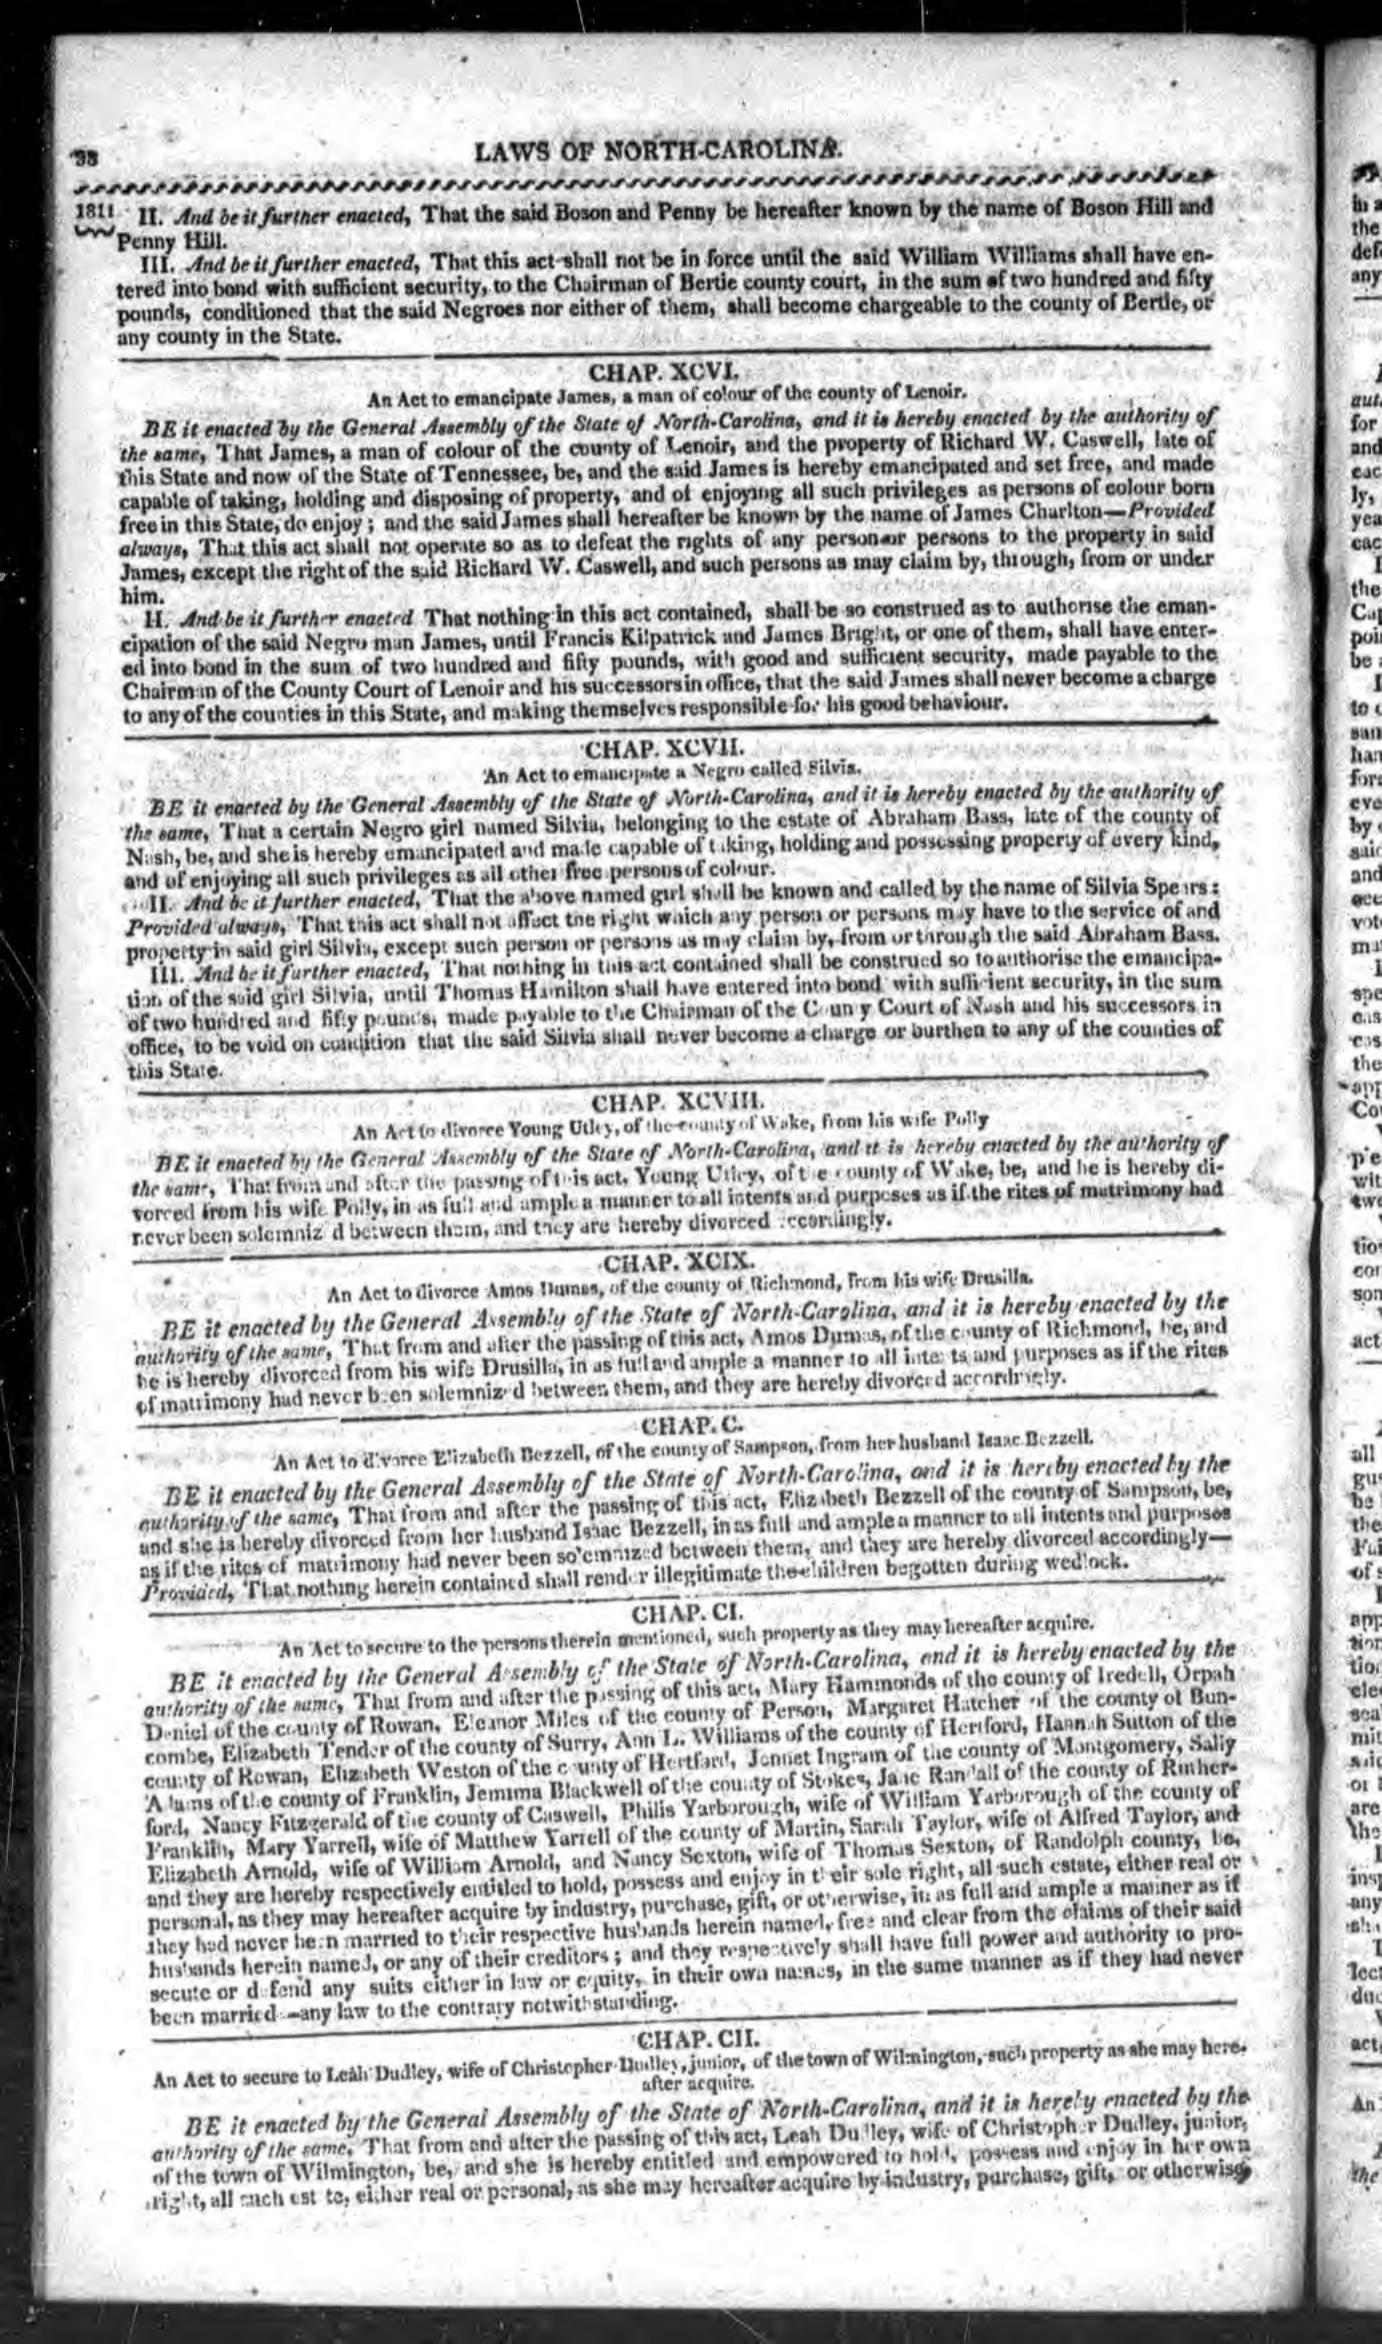 38
LAWS OF NORTH-CAROLINA.
1811 II. And be it further enacted, That the said Boson and Penny be hereafter known by the name of Boson Hill and
Penny Hill.
III. And be it further enacted, That this act shall not be in force until the said William Williams shall have en-
tered into bond with sufficient security, to the Chairman of Bertie county court, in the sum of two hundred and fifty
pounds, conditioned that the said Negroes nor either of them, shall become chargeable to the county of Bertie, or
any county in the State.
CHAP. XCVI.
An Act to emancipate James, a man of colour of the county of Lenoir.
BE it enacted by the General Assembly of the State of North-Carolina, and it is hereby enacted by the authority of
the same, That James, a man of colour of the county of Lenoir, and the property of Richard W. Caswell, late of
this State and now of the State of Tennessee, be, and the said James is hereby emancipated and set free, and made
capable of taking, holding and disposing of property, and of enjoying all such privileges as persons of colour born
free in this State, do enjoy; and the said James shall hereafter be known by the name of James Charlton—Provided
always, That this act shall not operate so as to defeat the rights of any person or persons to the property in said
James, except the right of the said Richard W. Caswell, and such persons as may claim by, through, from or under
him.
II. And be it further enacted That nothing in this act contained, shall be so construed as to authorise the eman-
cipation of the said Negro man James, until Francis Kilpatrick and James Bright, or one of them, shall have enter-
ed into bond in the sum of two hundred and fifty pounds, with good and sufficient security, made payable to the
Chairman of the County Court of Lenoir and his successors in office, that the said James shall never become a charge
to any of the counties in this State, and making themselves responsible for his good behaviour.
CHAP. XCVII.
An Act to emancipate a Negro called Silvia.
BE it enacted by the General Assembly of the State of North-Carolina, and it is hereby enacted by the authority of
the same, That a certain Negro girl named Silvia, belonging to the estate of Abraham Bass, late of the county of
Nash, be, and she is hereby emancipated and made capable of taking, holding and possessing property of every kind,
and of enjoying all such privileges as all other free persons of colour.
II. And be it further enacted, That the above named girl shall be known and called by the name of Silvia Spears:
Provided always, That this act shall not affect the right which any person or persons may have to the service of and
property in said girl Silvia, except such person or persons as may claim by, from or through the said Abraham Bass.
III. And be it further enacted, That nothing in this act contained shall be construed so to authorise the emancipa-
tion of the said girl Silvia, until Thomas Hamilton shall have entered into bond with sufficient security, in the sum
of two hundred and fifty pounds, made payable to the Chairman of the County Court of Nash and his successors in
office, to be void on condition that the said Silvia shall never become a charge or burthen to any of the counties of
this State.
CHAP. XCVIII.
An Act to divorce Young Utley, of the county of Wake, from his wife Polly
BE it enacted by the General Assembly of the State of North-Carolina, and it is hereby enacted by the authority of
the same, That from and after the passing of this act, Young Utley, of the county of Wake, be, and he is hereby di-
vorced from his wife Polly, in as full and ample a manner to all intents and purposes as if the rites of matrimony had
never been solemniz d between them, and they are hereby divorced accordingly.
CHAP. XCIX.
An Act to divorce Amos Dumas, of the county of Richmond, from his wife Drusilla.
BE it enacted by the General Assembly of the State of North-Carolina, and it is hereby enacted by the
authority of the same, That from and after the passing of this act, Amos Dumas, of the county of Richmond, be, and
he is hereby divorced from his wife Drusilla, in as full and ample a manner to all intents and purposes as if the rites
of matrimony had never been solemnized between them, and they are hereby divorced accordingly.
CHAP. C.
An Act to divorce Elizabeth Bezzell, of the county of Sampson, from her husband Isaac Bezzell.
BE it enacted by the General Assembly of the State of North-Carolina, and it is hereby enacted by the
authority of the same, That from and after the passing of this act, Elizabeth Bezzell of the county of Sampson, be,
and she is hereby divorced from her husband Isaac Bezzell, in as full and ample a manner to all intents and purposes
as if the rites of matrimony had never been solemnized between them, and they are hereby divorced accordingly—
Provided, That nothing herein contained shall render illegitimate the children begotten during wedlock.
CHAP. CI.
An Act to secure to the persons therein mentioned, such property as they may hereafter acquire.
BE it enacted by the General Assembly of the State of North-Carolina, and it is hereby enacted by the
authority of the same, That from and after the passing of this act, Mary Hammonds of the county of Iredell, Orpah
Deniel of the county of Rowan, Eleanor Miles of the county of Person, Margaret Hatcher of the county of Bun-
combe, Elizabeth Tender of the county of Surry, Ann L. Williams of the county of Hertford, Hannah Sutton of the
county of Rowan, Elizabeth Weston of the county of Hertford, Jennet Ingram of the county of Montgomery, Sally
Adams of the county of Franklin, Jemima Blackwell of the county of Stokes, Jane Randall of the county of Ruther-
ford, Nancy Fitzgerald of the county of Caswell, Philis Yarborough, wife of William Yarborough of the county of
Franklin, Mary Yarrell, wife of Matthew Yarrell of the county of Martin, Sarah Taylor, wife of Alfred Taylor, and
Elizabeth Arnold, wife of William Arnold, and Nancy Sexton, wife of Thomas Sexton, of Randolph county, be,
and they are hereby respectively entitled to hold, possess and enjoy in their sole right, all such estate, either real or
personal, as they may hereafter acquire by industry, purchase, gift, or otherwise, in as full and ample a manner as if
they had never been married to their respective husbands herein named, free and clear from the claims of their said
husbands herein named, or any of their creditors; and they respectively shall have full power and authority to pro-
secute or defend any suits either in law or equity, in their own names, in the same manner as if they had never
been married—any law to the contrary notwithstanding.
CHAP. CII.
An Act to secure to Leah Dudley, wife of Christopher Dudley, junior, of the town of Wilmington, such property as she may here-
after acquire.
BE it enacted by the General Assembly of the State of North-Carolina, and it is hereby enacted by the
authority of the same, That from and after the passing of this act, Leah Dudley, wife of Christopher Dudley, junior,
of the town of Wilmington, be, and she is hereby entitled and empowered to hold, possess and enjoy in her own
right, all such estate, either real or personal, as she may hereafter acquire by industry, purchase, gift, or otherwise,